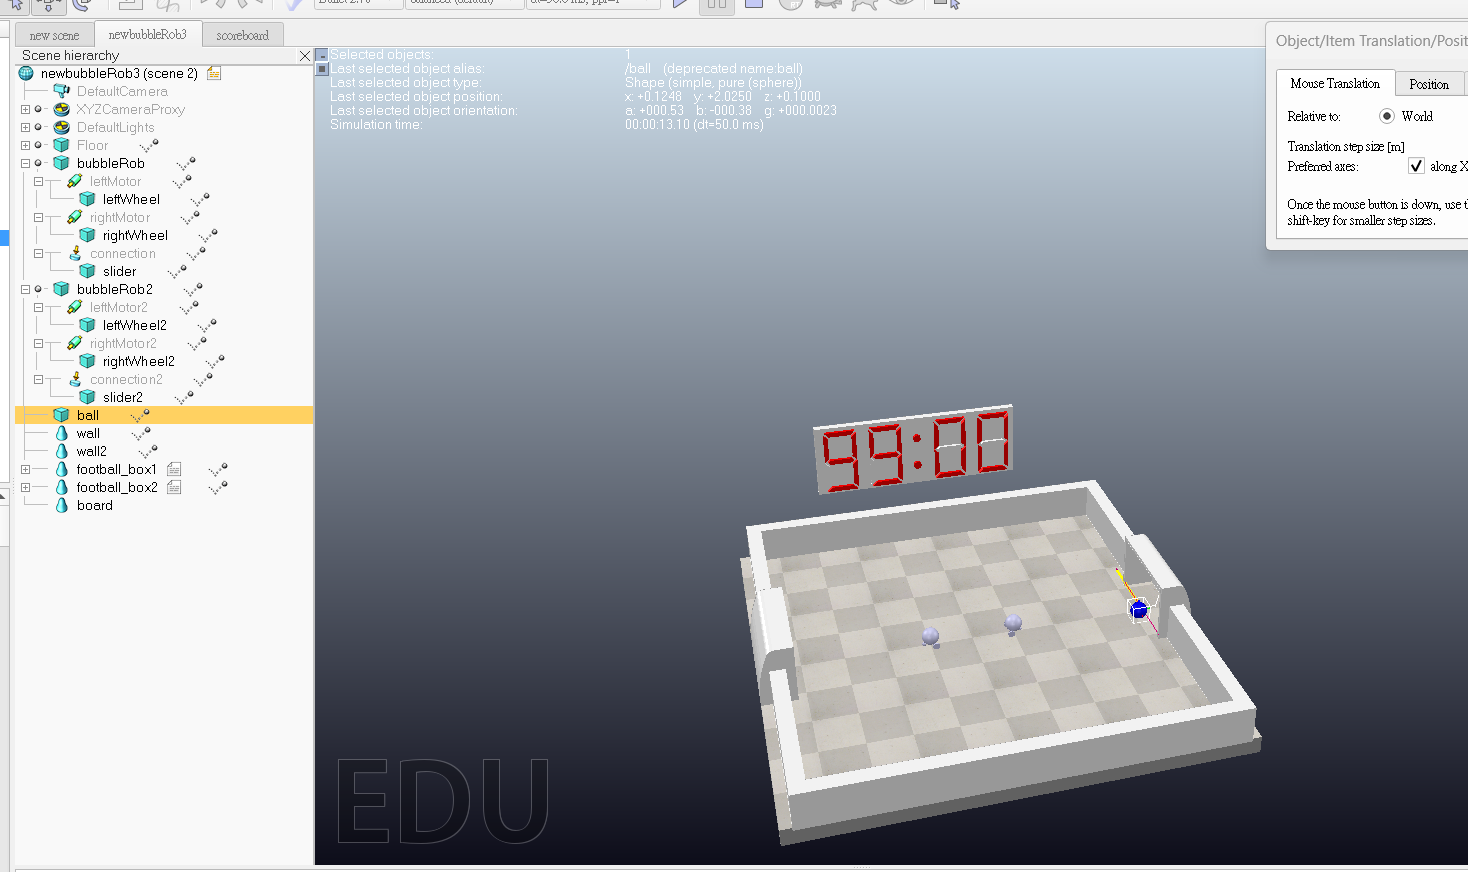 new scene
newbubbleRob3
scoreboard
Scene hierarchy
newbubbleRob3 (scene 2)
DefaultCamera
XYZCameraProxy
DefaultLights
Floor
bubbleRob
leftMotor
leftWheel
rightMotor
rightWheel
connection
slider
bubbleRob2
leftMotor2
leftWheel2
rightMotor2
rightWheel2
connection2
slider2
ball
wall
wall2
football_box1
football_box2
board
Selected objects: 1
Last selected object alias: /ball (deprecated name:ball)
Last selected object type: Shape (simple, pure (sphere))
Last selected object position: x: +0.1248 y: +2.0250 z: +0.1000
Last selected object orientation: a: +000.53 b: -000.38 g: +000.0023
Simulation time: 00:00:13.10 (dt=50.0 ms)
99:00
EDU
Object/Item Translation/Posit
Mouse Translation
Position
Relative to: World
Translation step size [m]
Preferred axes: along X
Once the mouse button is down, use th
shift-key for smaller step sizes.